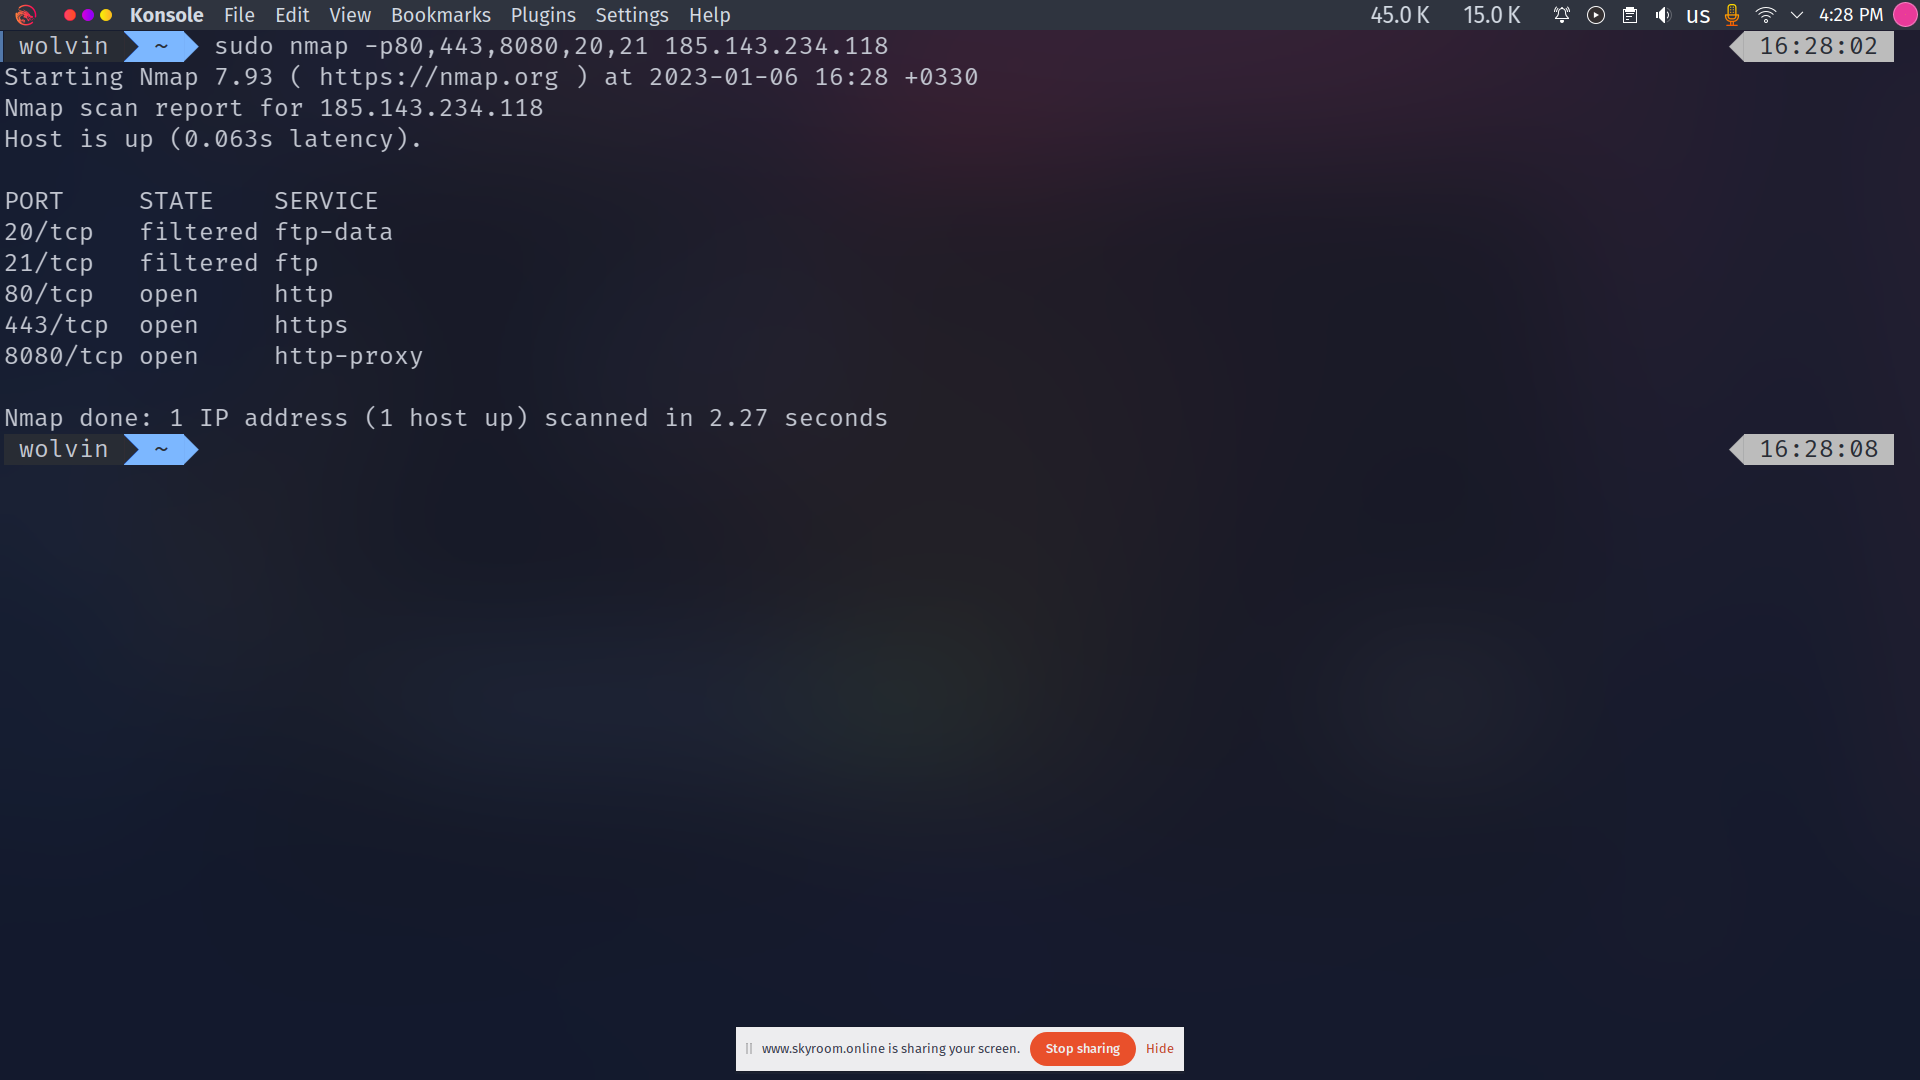 Konsole File Edit View Bookmarks Plugins Settings Help 45.0 K 15.0 K us 4:28 PM
wolvin ~ sudo nmap -p80,443,8080,20,21 185.143.234.118 16:28:02
Starting Nmap 7.93 ( https://nmap.org ) at 2023-01-06 16:28 +0330
Nmap scan report for 185.143.234.118
Host is up (0.063s latency).
PORT STATE SERVICE
20/tcp filtered ftp-data
21/tcp filtered ftp
80/tcp open http
443/tcp open https
8080/tcp open http-proxy
Nmap done: 1 IP address (1 host up) scanned in 2.27 seconds
wolvin ~ 16:28:08
www.skyroom.online is sharing your screen. Stop sharing Hide